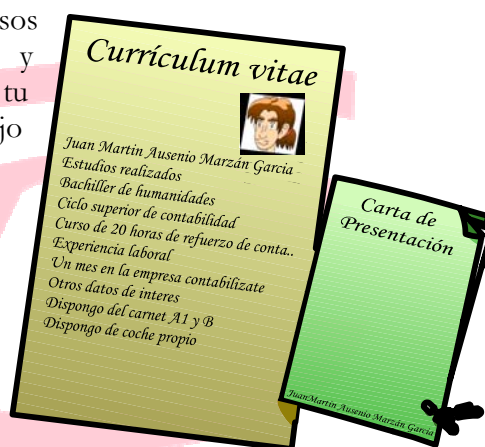 sos
y
tu
jo
Currículum vitae
Juan Martin Ausenio Marzán Garcia
Estudios realizados
Bachiller de humanidades
Ciclo superior de contabilidad
Curso de 20 horas de refuerzo de conta..
Experiencia laboral
Un mes en la empresa contabilizate
Otros datos de interes
Dispongo del carnet A1 y B
Dispongo de coche propio
Carta de
Presentación
JuanMartin Ausenio Marzán Garcia